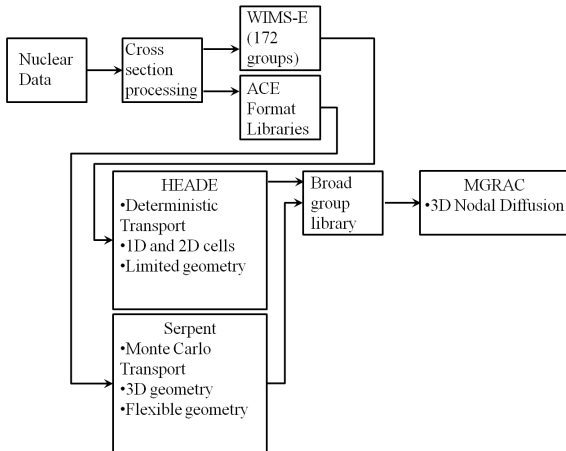 Nuclear
Data
Cross
section
processing
WIMS-E
(172
groups)
ACE
Format
Libraries
HEADE
•Deterministic
Transport
•1D and 2D cells
•Limited geometry
Broad
group
library
MGRAC
•3D Nodal Diffusion
Serpent
•Monte Carlo
Transport
•3D geometry
•Flexible geometry